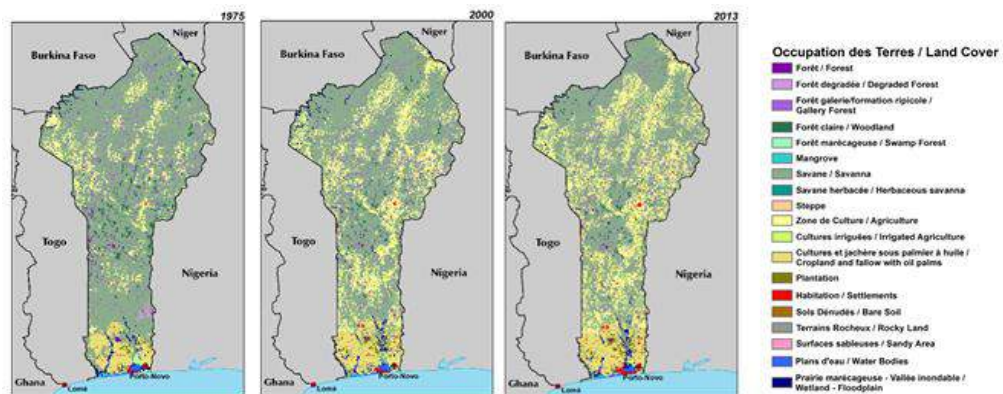 1975
Niger
Burkina Faso
Togo
Nigeria
Ghana
Lomé
Porto-Novo
2000
Niger
Burkina Faso
Togo
Nigeria
Ghana
Lomé
Porto-Novo
2013
Niger
Burkina Faso
Togo
Nigeria
Ghana
Lomé
Porto-Novo
Occupation des Terres / Land Cover
Forêt / Forest
Forêt degradée / Degraded Forest
Forêt galerie/formation ripicole /
Gallery Forest
Forêt claire / Woodland
Forêt marécageuse / Swamp Forest
Mangrove
Savane / Savanna
Savane herbacée / Herbaceous savanna
Steppe
Zone de Culture / Agriculture
Cultures irriguées / Irrigated Agriculture
Cultures et jachère sous palmier à huile /
Cropland and fallow with oil palms
Plantation
Habitation / Settlements
Sols Dénudés / Bare Soil
Terrains Rocheux / Rocky Land
Surfaces sableuses / Sandy Area
Plans d'eau / Water Bodies
Prairie marécageuse - Vallée inondable /
Wetland - Floodplain